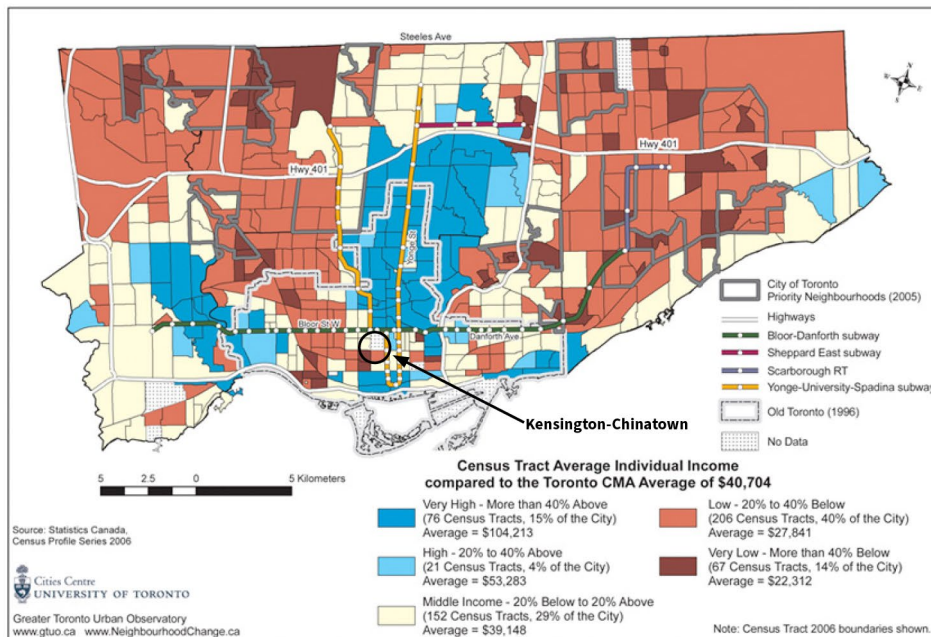 Steeles Ave
N
W
E
S
Hwy 401
Hwy 401
Yonge St
Bloor St W
Danforth Ave
Kensington-Chinatown
City of Toronto
Priority Neighbourhoods (2005)
Highways
Bloor-Danforth subway
Sheppard East subway
Scarborough RT
Yonge-University-Spadina subway
Old Toronto (1996)
No Data
5 2.5 0 5 Kilometers
Census Tract Average Individual Income
compared to the Toronto CMA Average of $40,704
Very High - More than 40% Above
(76 Census Tracts, 15% of the City)
Average = $104,213
High - 20% to 40% Above
(21 Census Tracts, 4% of the City)
Average = $53,283
Middle Income - 20% Below to 20% Above
(152 Census Tracts, 29% of the City)
Average = $39,148
Low - 20% to 40% Below
(206 Census Tracts, 40% of the City)
Average = $27,841
Very Low - More than 40% Below
(67 Census Tracts, 14% of the City)
Average = $22,312
Source: Statistics Canada,
Census Profile Series 2006
Cities Centre
UNIVERSITY OF TORONTO
Greater Toronto Urban Observatory
www.gtuo.ca www.NeighbourhoodChange.ca
Note: Census Tract 2006 boundaries shown.